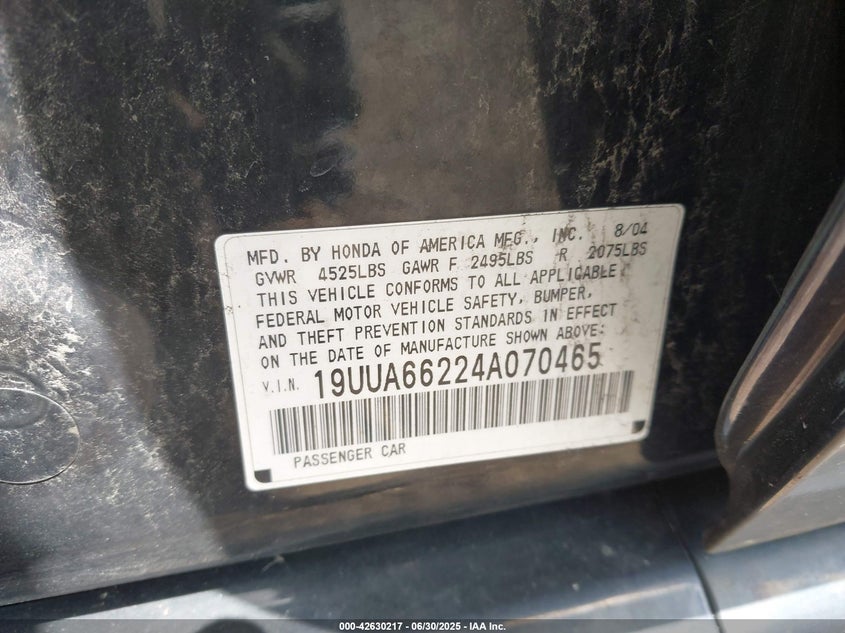 MFD. BY HONDA OF AMERICA MFG., INC. 8/04
GVWR 4525LBS GAWR F 2495LBS R 2075LBS
THIS VEHICLE CONFORMS TO ALL APPLICABLE
FEDERAL MOTOR VEHICLE SAFETY, BUMPER,
AND THEFT PREVENTION STANDARDS IN EFFECT
ON THE DATE OF MANUFACTURE SHOWN ABOVE.
V.I.N. 19UUA66224A070465
PASSENGER CAR
000-42630217 - 06/30/2025 - IAA Inc.